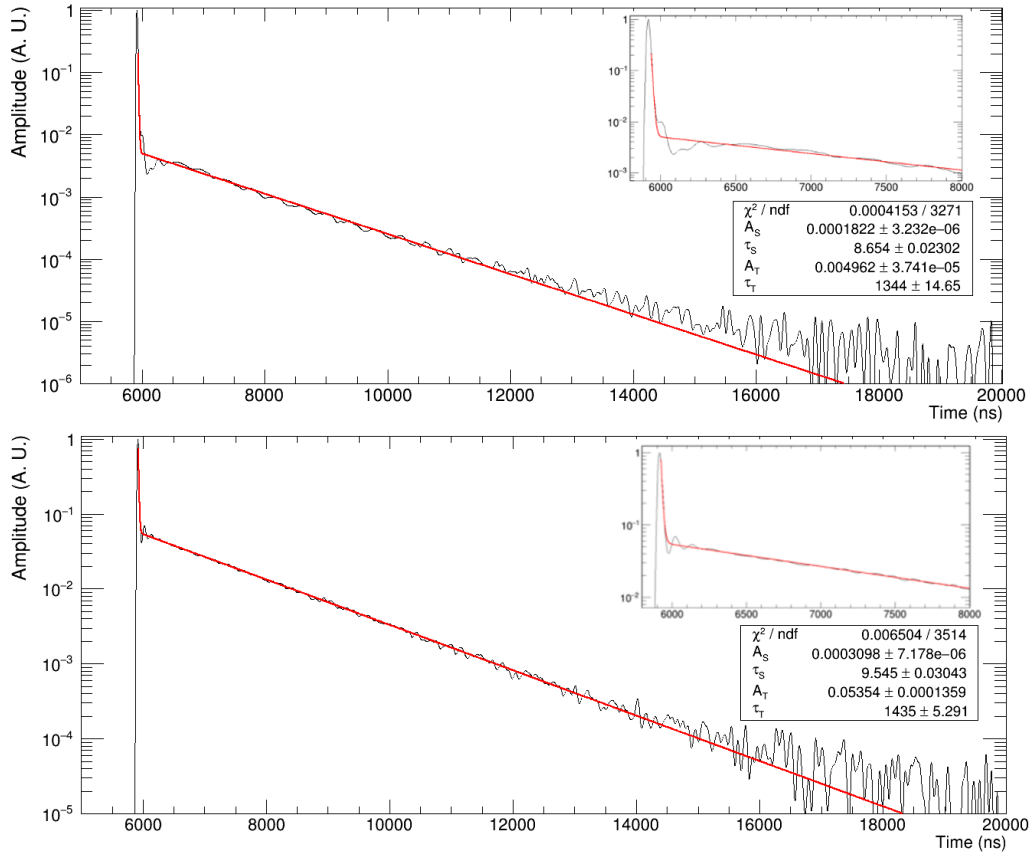 Amplitude (A. U.)
1
10⁻¹
10⁻²
10⁻³
10⁻⁴
10⁻⁵
10⁻⁶
6000 8000 10000 12000 14000 16000 18000 20000
Time (ns)
1
10⁻¹
10⁻²
10⁻³
6000 6500 7000 7500 8000
χ² / ndf 0.0004153 / 3271
A_S 0.0001822 ± 3.232e−06
τ_S 8.654 ± 0.02302
A_T 0.004962 ± 3.741e−05
τ_T 1344 ± 14.65
Amplitude (A. U.)
1
10⁻¹
10⁻²
10⁻³
10⁻⁴
10⁻⁵
6000 8000 10000 12000 14000 16000 18000 20000
Time (ns)
1
10⁻¹
10⁻²
6000 6500 7000 7500 8000
χ² / ndf 0.006504 / 3514
A_S 0.0003098 ± 7.178e−06
τ_S 9.545 ± 0.03043
A_T 0.05354 ± 0.0001359
τ_T 1435 ± 5.291